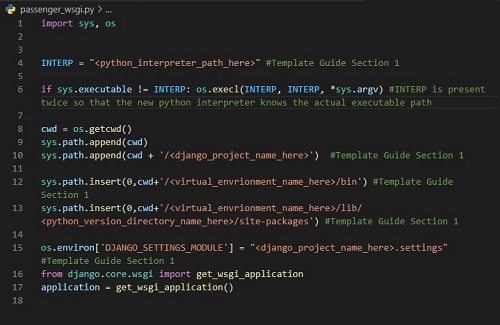 passenger_wsgi.py > ...
1 import sys, os
2
3
4 INTERP = "<python_interpreter_path_here>" #Template Guide Section 1
5
6 if sys.executable != INTERP: os.execl(INTERP, INTERP, *sys.argv) #INTERP is present
twice so that the new python interpreter knows the actual executable path
7
8 cwd = os.getcwd()
9 sys.path.append(cwd)
10 sys.path.append(cwd + '/<django_project_name_here>')  #Template Guide Section 1
11
12 sys.path.insert(0,cwd+'/<virtual_envrionment_name_here>/bin') #Template Guide
Section 1
13 sys.path.insert(0,cwd+'/<virtual_envrionment_name_here>/lib/
<python_version_directory_name_here>/site-packages') #Template Guide Section 1
14
15 os.environ['DJANGO_SETTINGS_MODULE'] = "<django_project_name_here>.settings"
#Template Guide Section 1
16 from django.core.wsgi import get_wsgi_application
17 application = get_wsgi_application()
18